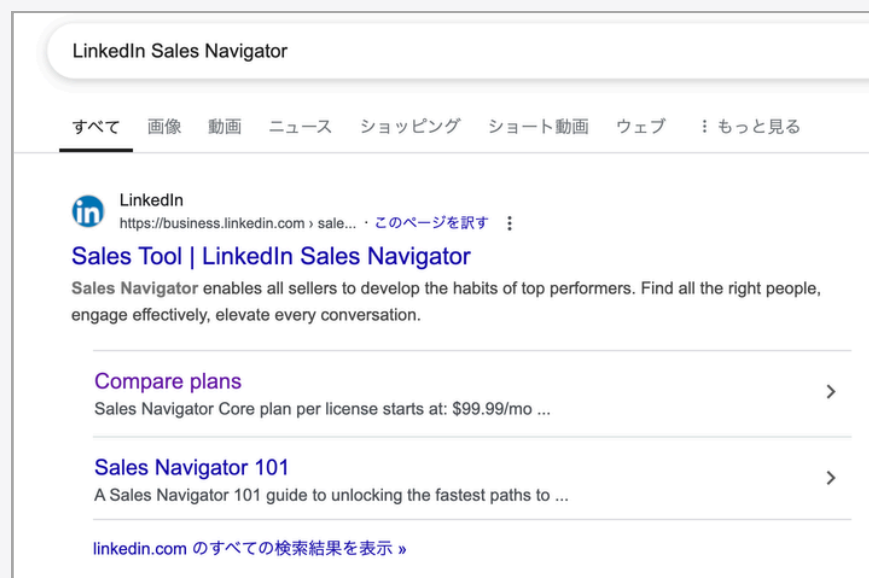 LinkedIn Sales Navigator
すべて 画像 動画 ニュース ショッピング ショート動画 ウェブ ⋮ もっと見る
in LinkedIn
https://business.linkedin.com › sale... · このページを訳す ⋮
Sales Tool | LinkedIn Sales Navigator
Sales Navigator enables all sellers to develop the habits of top performers. Find all the right people,
engage effectively, elevate every conversation.
Compare plans
Sales Navigator Core plan per license starts at: $99.99/mo ...
Sales Navigator 101
A Sales Navigator 101 guide to unlocking the fastest paths to ...
linkedin.com のすべての検索結果を表示 »